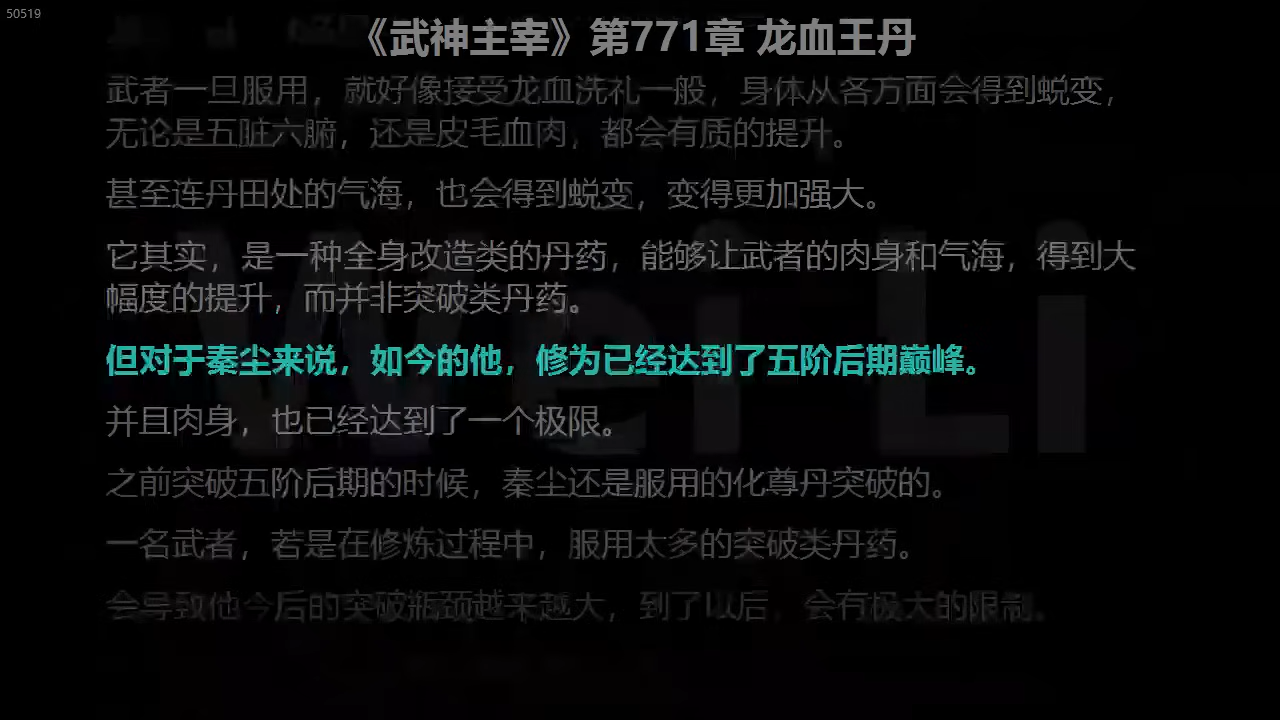 50519
《武神主宰》第771章 龙血王丹
武者一旦服用，就好像接受龙血洗礼一般，身体从各方面会得到蜕变，
无论是五脏六腑，还是皮毛血肉，都会有质的提升。
甚至连丹田处的气海，也会得到蜕变，变得更加强大。
它其实，是一种全身改造类的丹药，能够让武者的肉身和气海，得到大
幅度的提升，而并非突破类丹药。
但对于秦尘来说，如今的他，修为已经达到了五阶后期巅峰。
并且肉身，也已经达到了一个极限。
之前突破五阶后期的时候，秦尘还是服用的化尊丹突破的。
一名武者，若是在修炼过程中，服用太多的突破类丹药。
会导致他今后的突破瓶颈越来越大，到了以后，会有极大的限制。
Wei Li